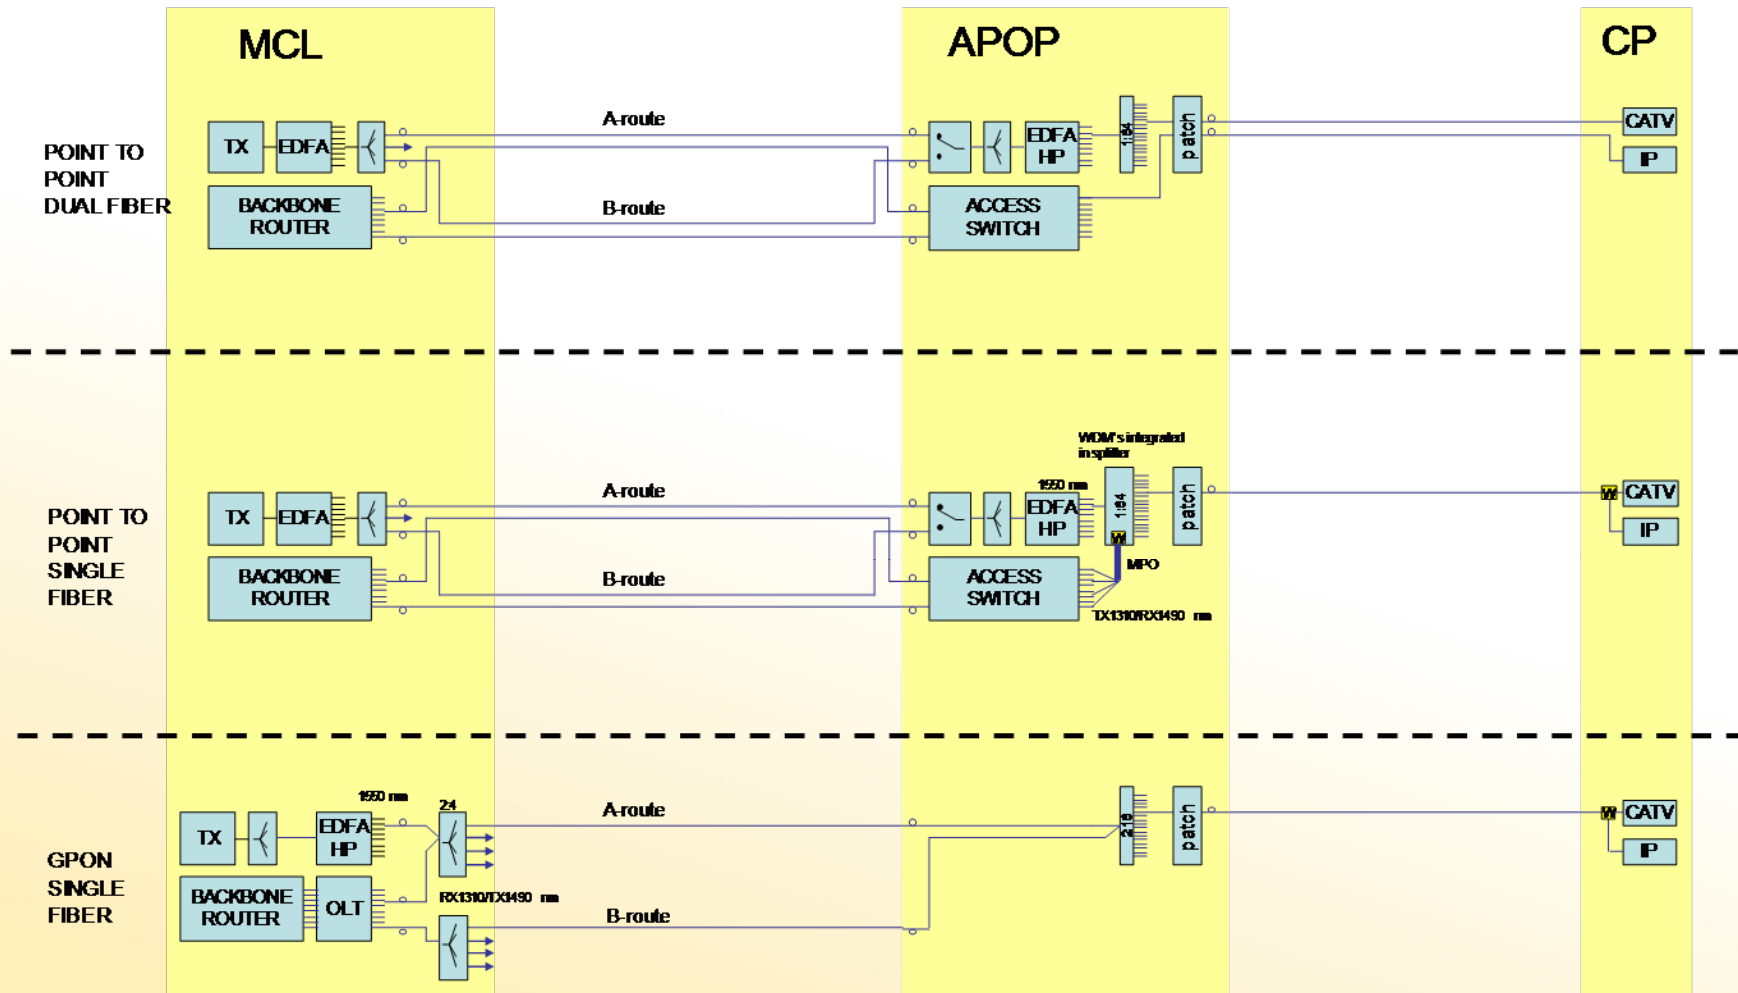 MCL
APOP
CP
POINT TO
POINT
DUAL FIBER
TX
EDFA
BACKBONE
ROUTER
A-route
B-route
EDFA
HP
1:64
patch
ACCESS
SWITCH
CATV
IP
POINT TO
POINT
SINGLE
FIBER
TX
EDFA
BACKBONE
ROUTER
A-route
B-route
WDM's integrated
in splitter
1550 nm
EDFA
HP
1:64
W
patch
MPO
ACCESS
SWITCH
TX1310/RX1490 nm
W
CATV
IP
GPON
SINGLE
FIBER
1550 nm
2:4
TX
EDFA
HP
BACKBONE
ROUTER
OLT
RX1310/TX1490 nm
A-route
B-route
2:16
patch
W
CATV
IP